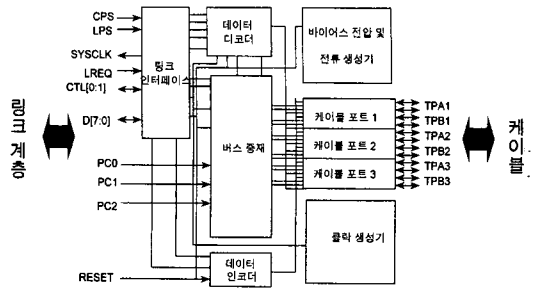 CPS
LPS
SYSCLK
LREQ
CTL[0:1]
D[7:0]
PC0
PC1
PC2
RESET
링크 계층
링크
인터페이스
데이터
디코더
버스 중재
데이터
인코더
바이어스 전압 및
전류 생성기
케이블 포트 1
케이블 포트 2
케이블 포트 3
클락 생성기
TPA1
TPB1
TPA2
TPB2
TPA3
TPB3
케이블